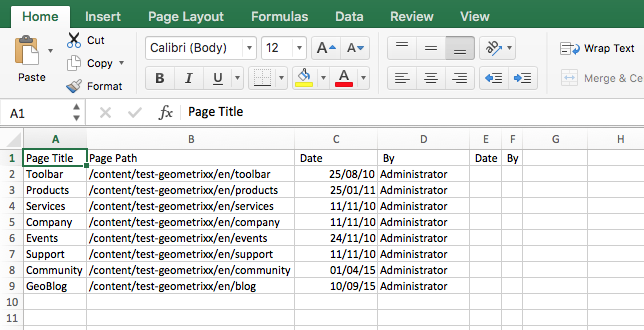 Home Insert Page Layout Formulas Data Review View
Paste Cut Copy Format Calibri (Body) 12 A A B I U A ab Wrap Text Merge & Ce
A1 fx Page Title
A B C D E F G H
1 Page Title Page Path Date By Date By
2 Toolbar /content/test-geometrixx/en/toolbar 25/08/10 Administrator
3 Products /content/test-geometrixx/en/products 25/01/11 Administrator
4 Services /content/test-geometrixx/en/services 11/11/10 Administrator
5 Company /content/test-geometrixx/en/company 11/11/10 Administrator
6 Events /content/test-geometrixx/en/events 24/11/10 Administrator
7 Support /content/test-geometrixx/en/support 11/11/10 Administrator
8 Community /content/test-geometrixx/en/community 01/04/15 Administrator
9 GeoBlog /content/test-geometrixx/en/blog 10/09/15 Administrator
10
11